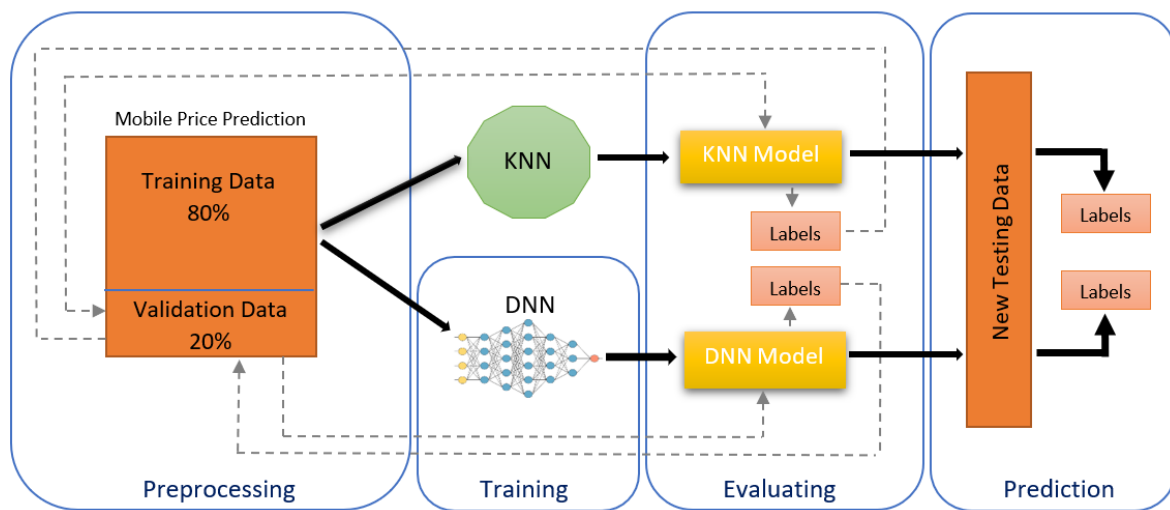 Mobile Price Prediction
Training Data
80%
Validation Data
20%
KNN
DNN
KNN Model
Labels
Labels
DNN Model
New Testing Data
Labels
Labels
Preprocessing
Training
Evaluating
Prediction